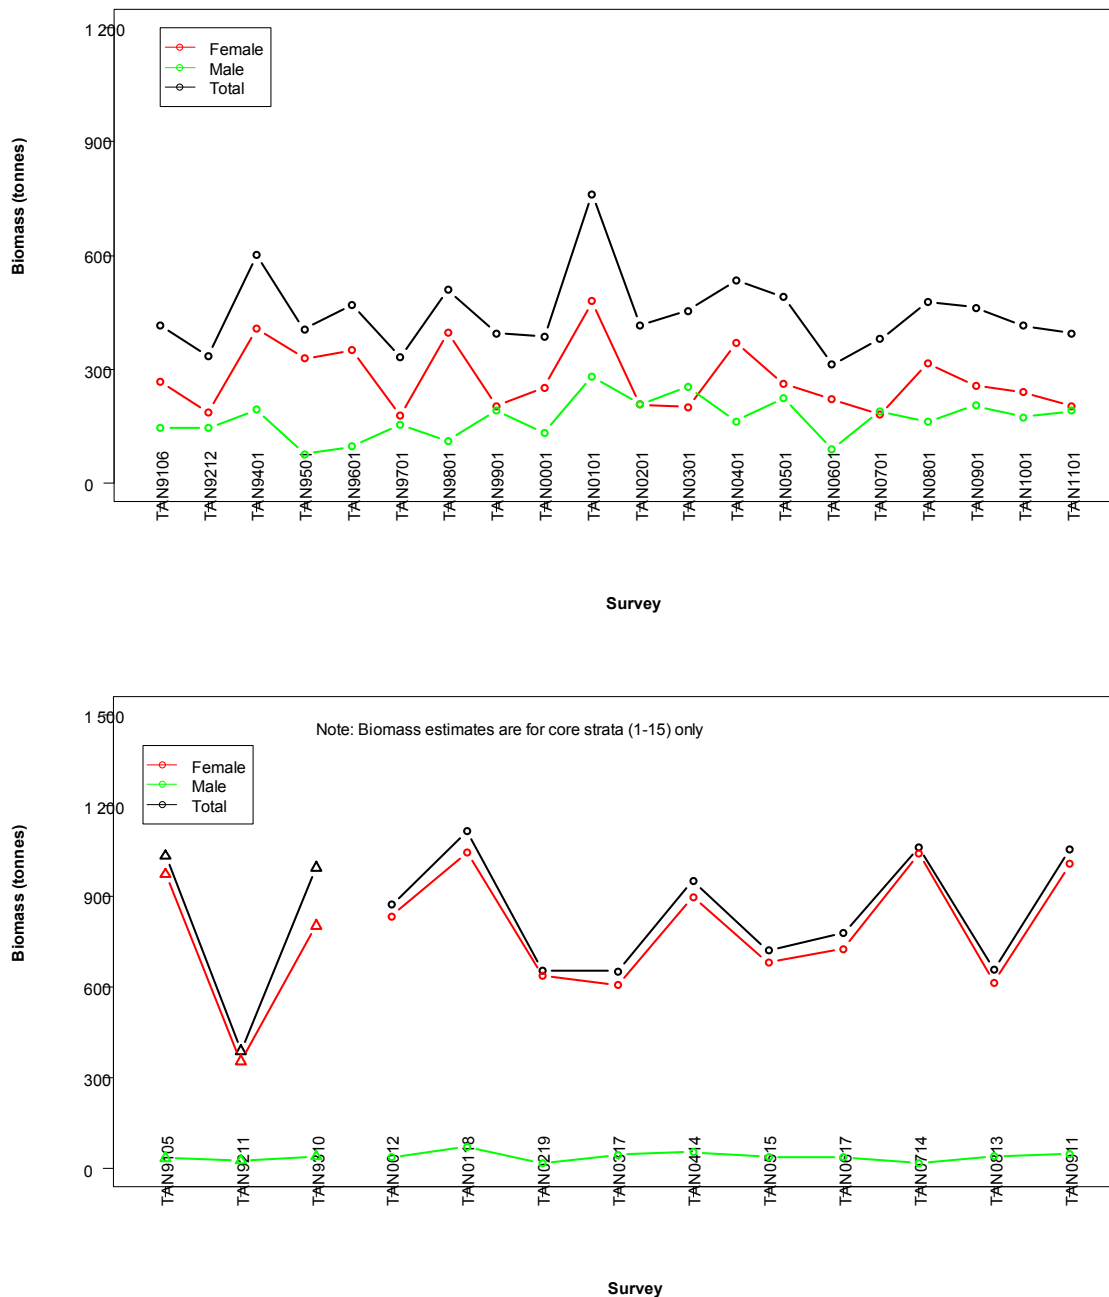 1 200
900
600
300
0
Biomass (tonnes)
Female
Male
Total
TAN9106
TAN9212
TAN9401
TAN9501
TAN9601
TAN9701
TAN9801
TAN9901
TAN0001
TAN0101
TAN0201
TAN0301
TAN0401
TAN0501
TAN0601
TAN0701
TAN0801
TAN0901
TAN1001
TAN1101
Survey
1 500
1 200
900
600
300
0
Biomass (tonnes)
Note: Biomass estimates are for core strata (1-15) only
Female
Male
Total
TAN9105
TAN9211
TAN9310
TAN0012
TAN0118
TAN0219
TAN0317
TAN0414
TAN0515
TAN0617
TAN0714
TAN0813
TAN0911
Survey